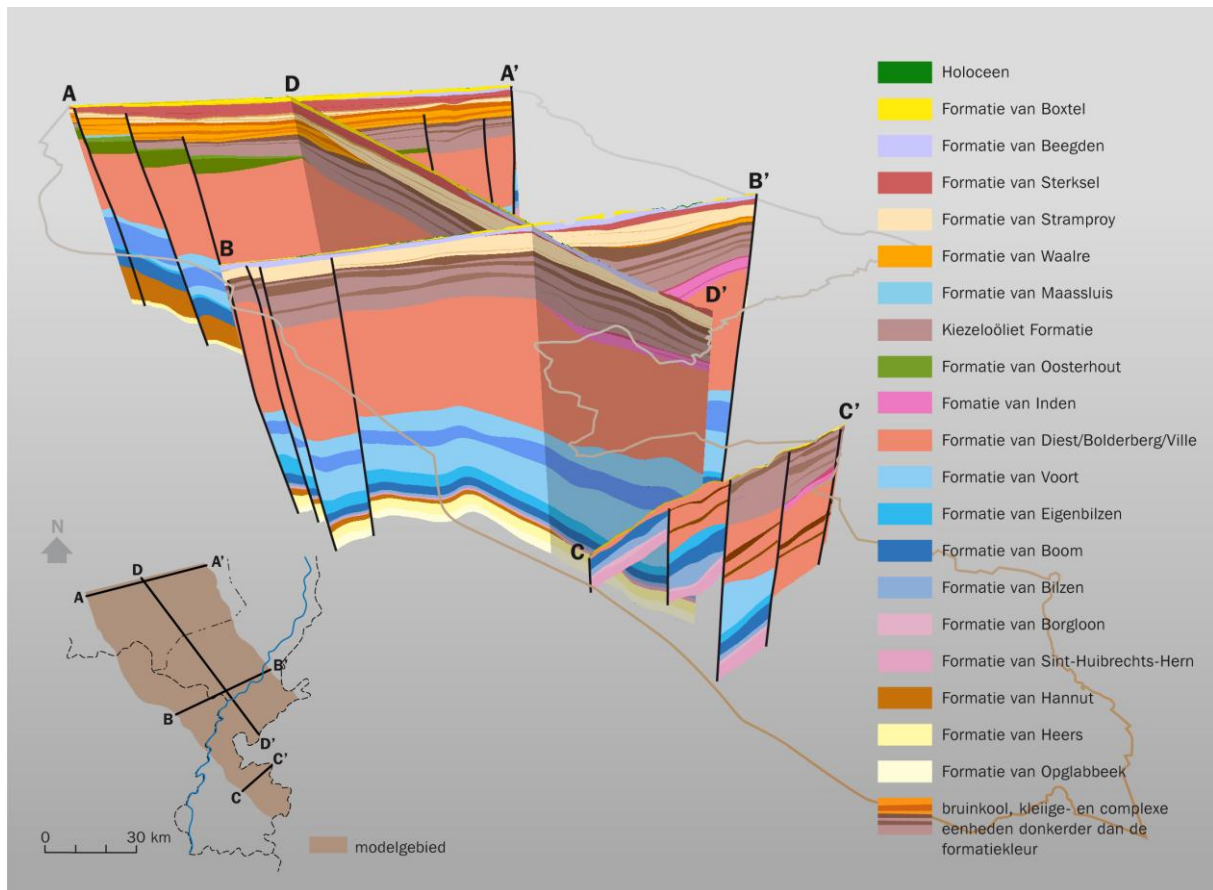 A
D
A'
B
B'
D'
C
C'
Holoceen
Formatie van Boxtel
Formatie van Beegden
Formatie van Sterksel
Formatie van Stramproy
Formatie van Waalre
Formatie van Maassluis
Kiezeloöliet Formatie
Formatie van Oosterhout
Fomatie van Inden
Formatie van Diest/Bolderberg/Ville
Formatie van Voort
Formatie van Eigenbilzen
Formatie van Boom
Formatie van Bilzen
Formatie van Borgloon
Formatie van Sint-Huibrechts-Hern
Formatie van Hannut
Formatie van Heers
Formatie van Opglabbeek
bruinkool, kleiige- en complexe
eenheden donkerder dan de
formatiekleur
N
A
D
A'
B
B'
D'
C
C'
0 30 km
modelgebied